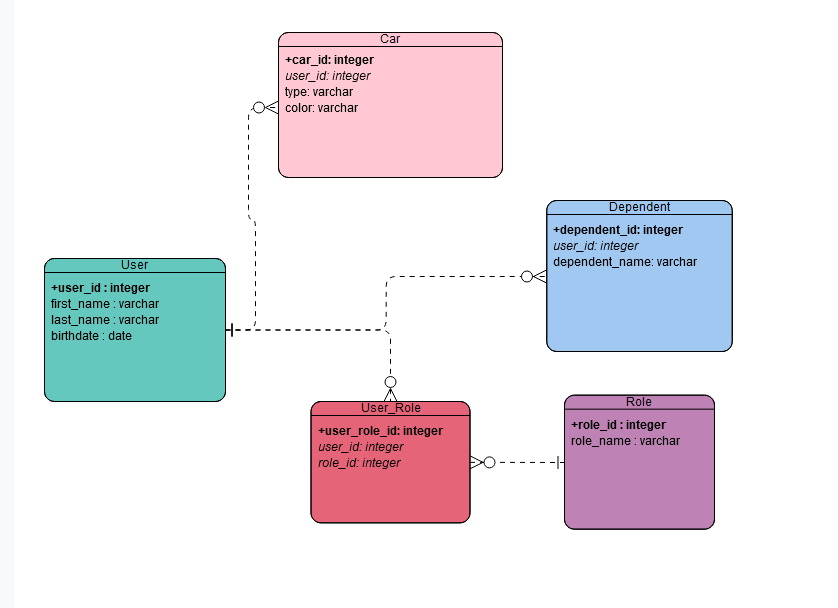 Car
+car_id: integer
user_id: integer
type: varchar
color: varchar
Dependent
+dependent_id: integer
user_id: integer
dependent_name: varchar
User
+user_id : integer
first_name : varchar
last_name : varchar
birthdate : date
User_Role
+user_role_id: integer
user_id: integer
role_id: integer
Role
+role_id : integer
role_name : varchar